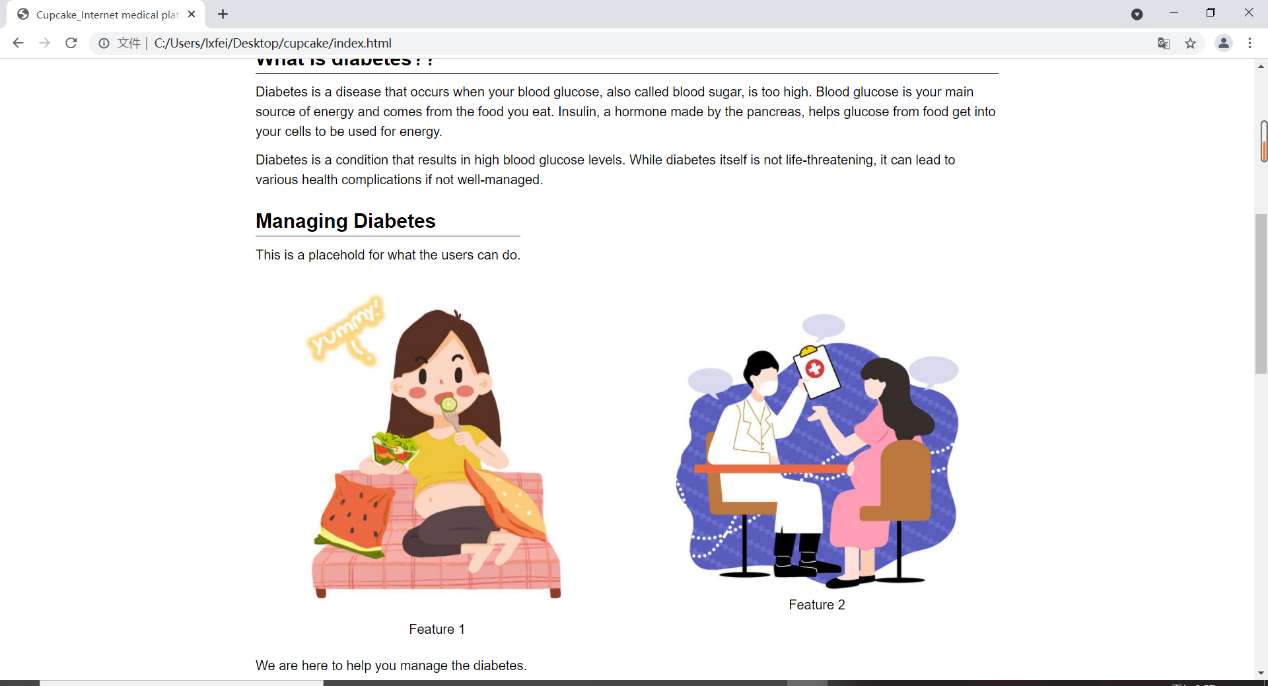 Cupcake_Internet medical plat
文件 | C:/Users/lxfei/Desktop/cupcake/index.html
What is diabetes??
Diabetes is a disease that occurs when your blood glucose, also called blood sugar, is too high. Blood glucose is your main
source of energy and comes from the food you eat. Insulin, a hormone made by the pancreas, helps glucose from food get into
your cells to be used for energy.
Diabetes is a condition that results in high blood glucose levels. While diabetes itself is not life-threatening, it can lead to
various health complications if not well-managed.
Managing Diabetes
This is a placehold for what the users can do.
yummy!
Feature 2
Feature 1
We are here to help you manage the diabetes.